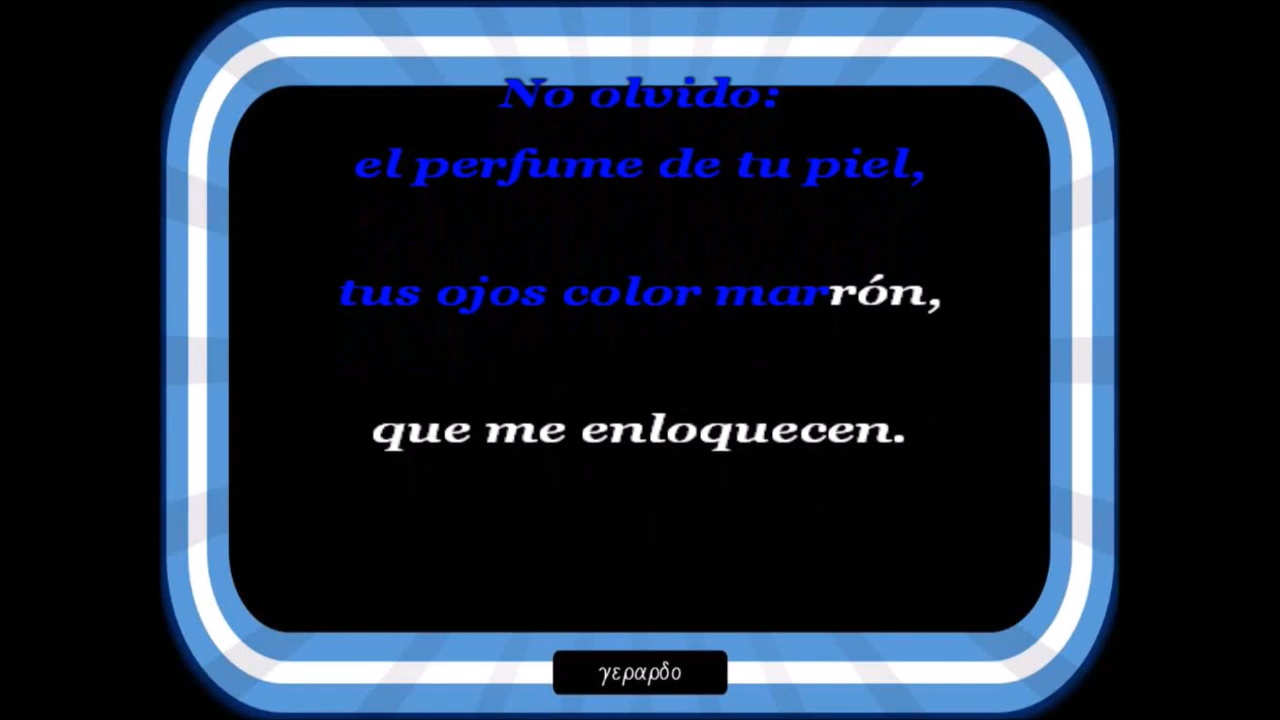 No olvido:
el perfume de tu piel,
tus ojos color marrón,
que me enloquecen.
γεραρδο